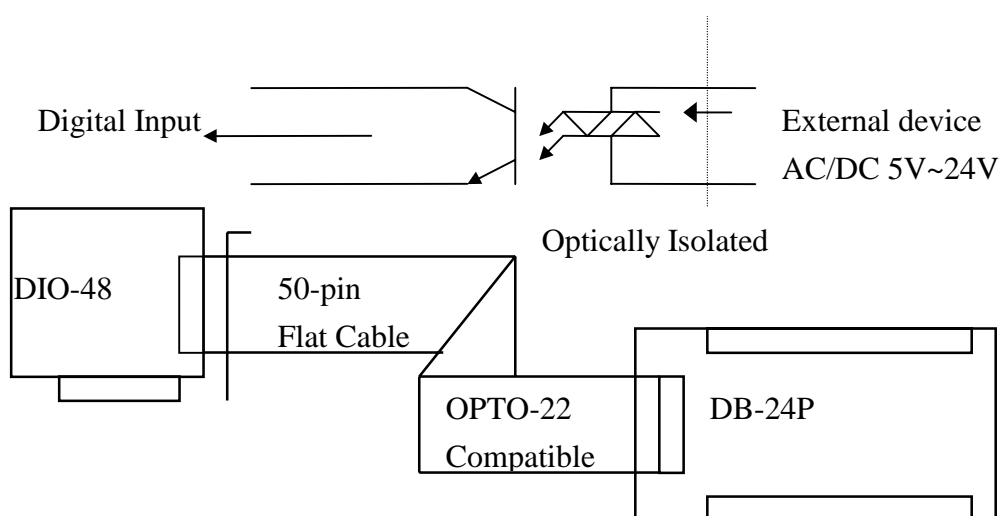 Digital Input
External device
AC/DC 5V~24V
Optically Isolated
DIO-48
50-pin
Flat Cable
OPTO-22
Compatible
DB-24P